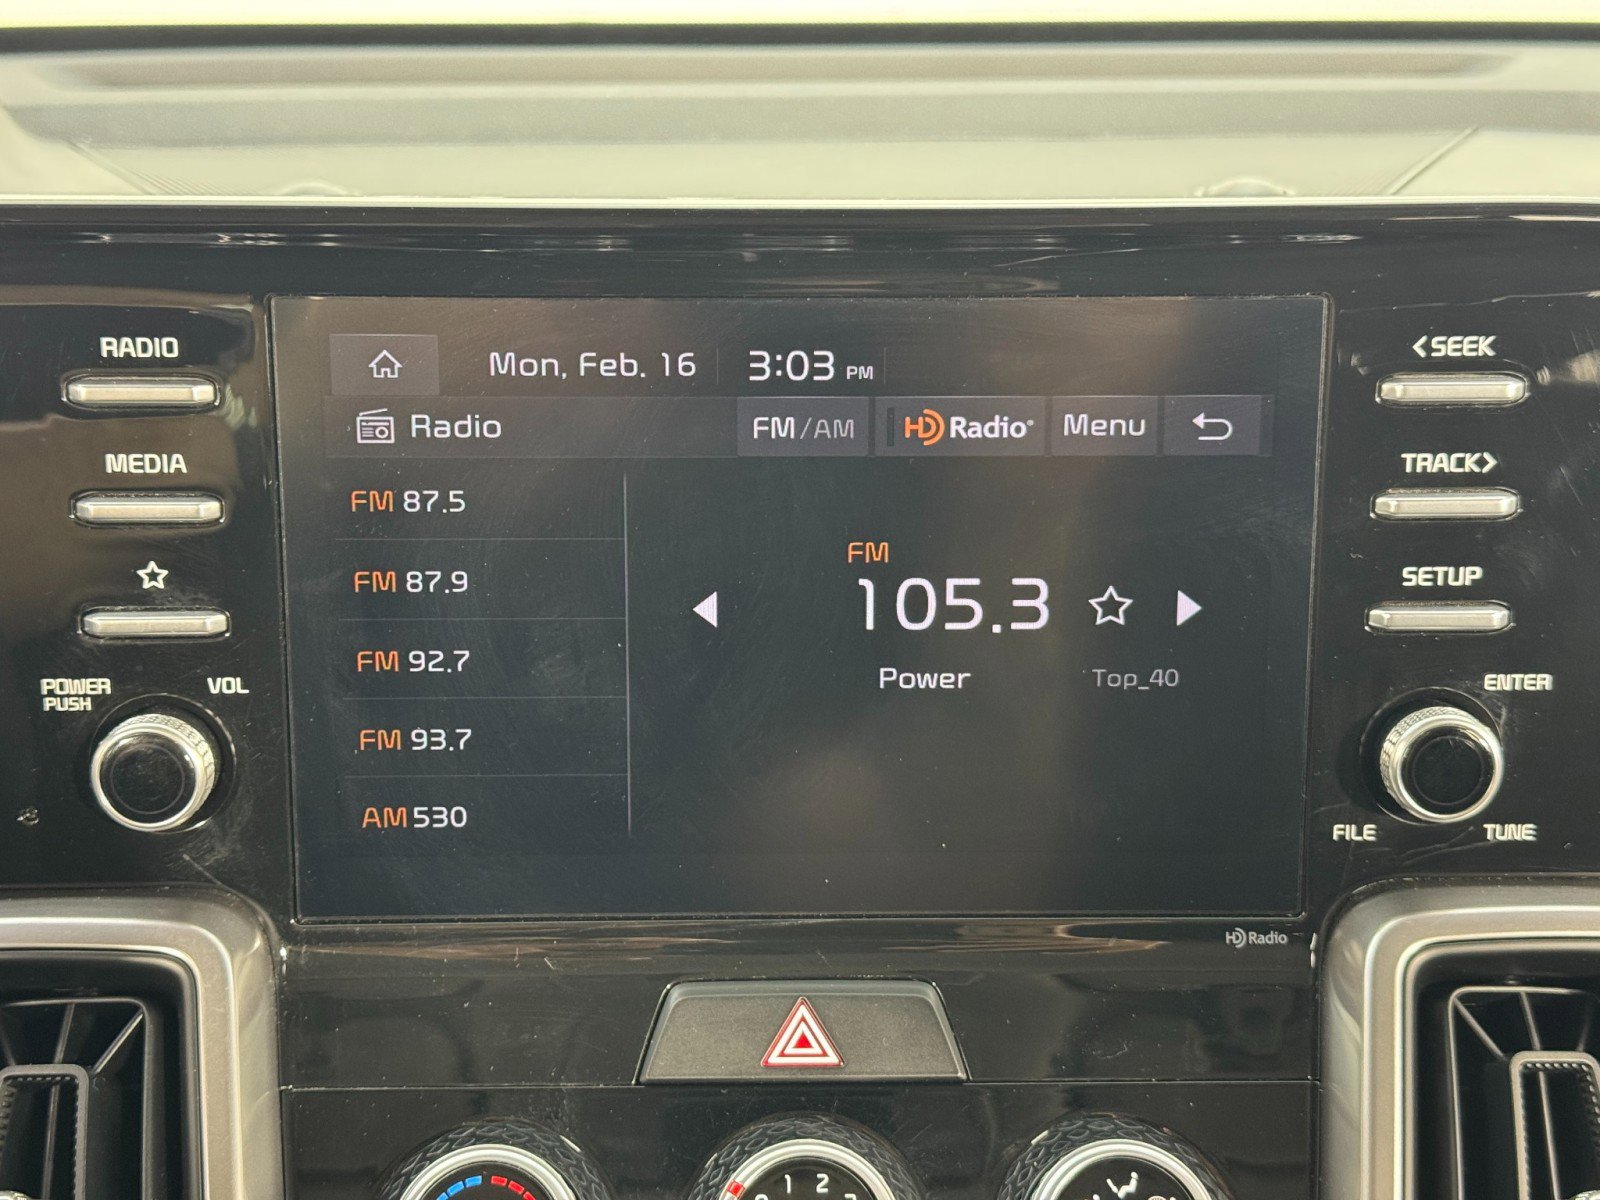 RADIO
MEDIA
POWER
PUSH
VOL
Mon, Feb. 16
3:03 PM
Radio
FM/AM
HD Radio®
Menu
FM 87.5
FM 87.9
FM 92.7
FM 93.7
AM 530
FM
105.3
Power
Top_40
<SEEK
TRACK>
SETUP
ENTER
FILE
TUNE
HD Radio
1 2